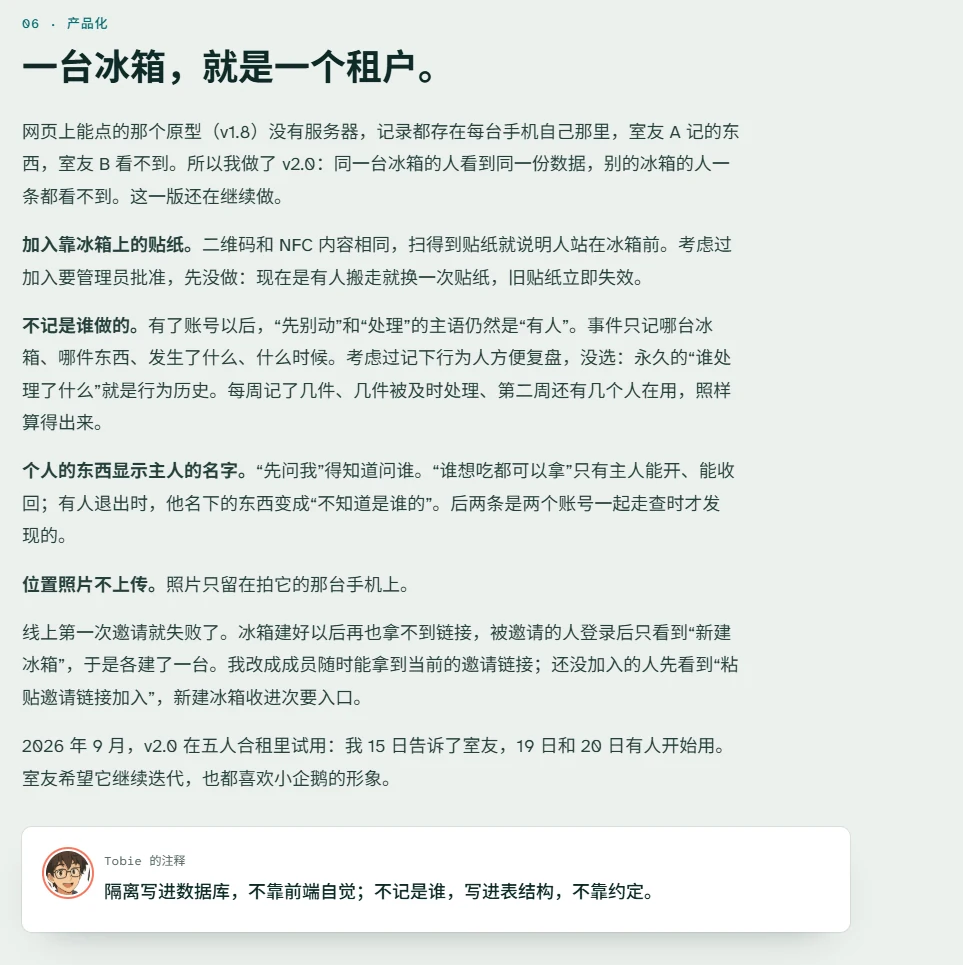 06 · 产品化
一台冰箱，就是一个租户。
网页上能点的那个原型（v1.8）没有服务器，记录都存在每台手机自己那里，室友 A 记的东
西，室友 B 看不到。所以我做了 v2.0：同一台冰箱的人看到同一份数据，别的冰箱的人一
条都看不到。这一版还在继续做。
加入靠冰箱上的贴纸。二维码和 NFC 内容相同，扫得到贴纸就说明人站在冰箱前。考虑过
加入要管理员批准，先没做：现在是有人搬走就换一次贴纸，旧贴纸立即失效。
不记是谁做的。有了账号以后，“先别动”和“处理”的主语仍然是“有人”。事件只记哪台冰
箱、哪件东西、发生了什么、什么时候。考虑过记下行为人方便复盘，没选：永久的“谁处
理了什么”就是行为历史。每周记了几件、几件被及时处理、第二周还有几个人在用，照样
算得出来。
个人的东西显示主人的名字。“先问我”得知道问谁。“谁想吃都可以拿”只有主人能开、能收
回；有人退出时，他名下的东西变成“不知道是谁的”。后两条是两个账号一起走查时才发
现的。
位置照片不上传。照片只留在拍它的那台手机上。
线上第一次邀请就失败了。冰箱建好以后再也拿不到链接，被邀请的人登录后只看到“新建
冰箱”，于是各建了一台。我改成成员随时能拿到当前的邀请链接；还没加入的人先看到“粘
贴邀请链接加入”，新建冰箱收进次要入口。
2026 年 9 月，v2.0 在五人合租里试用：我 15 日告诉了室友，19 日和 20 日有人开始用。
室友希望它继续迭代，也都喜欢小企鹅的形象。
Tobie 的注释
隔离写进数据库，不靠前端自觉；不记是谁，写进表结构，不靠约定。